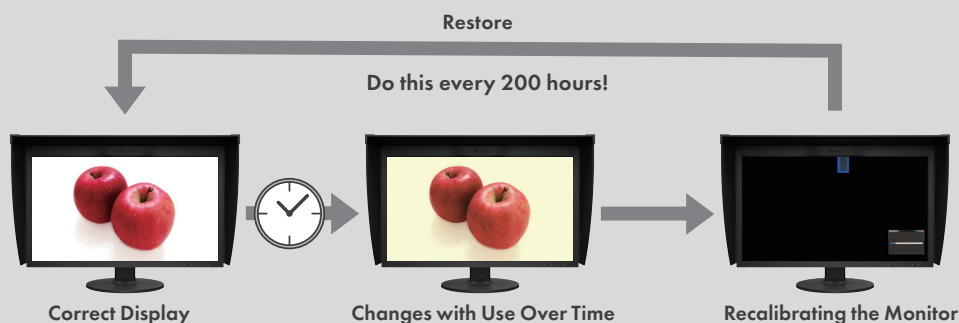 Restore
Do this every 200 hours!
Correct Display
Changes with Use Over Time
Recalibrating the Monitor